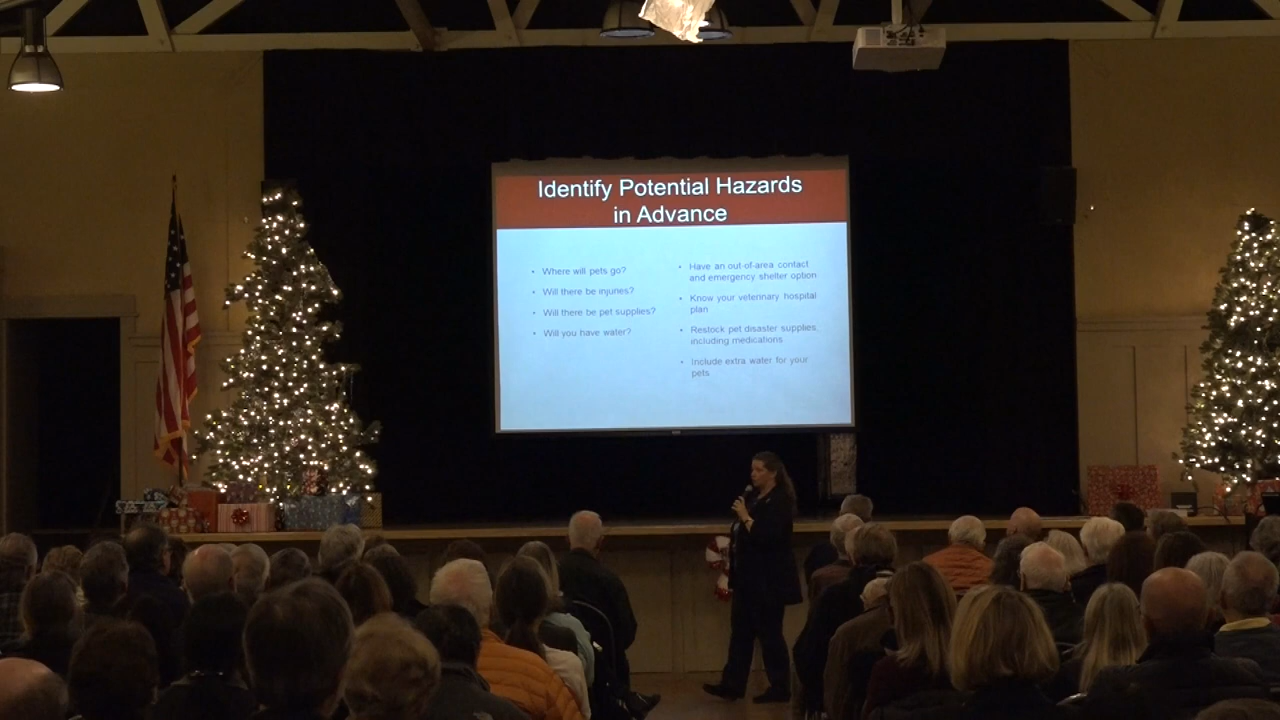 Identify Potential Hazards
in Advance
• Where will pets go?
• Will there be injuries?
• Will there be pet supplies?
• Will you have water?
• Have an out-of-area contact
and emergency shelter option
• Know your veterinary hospital
plan
• Restock pet disaster supplies
including medications
• Include extra water for your
pets